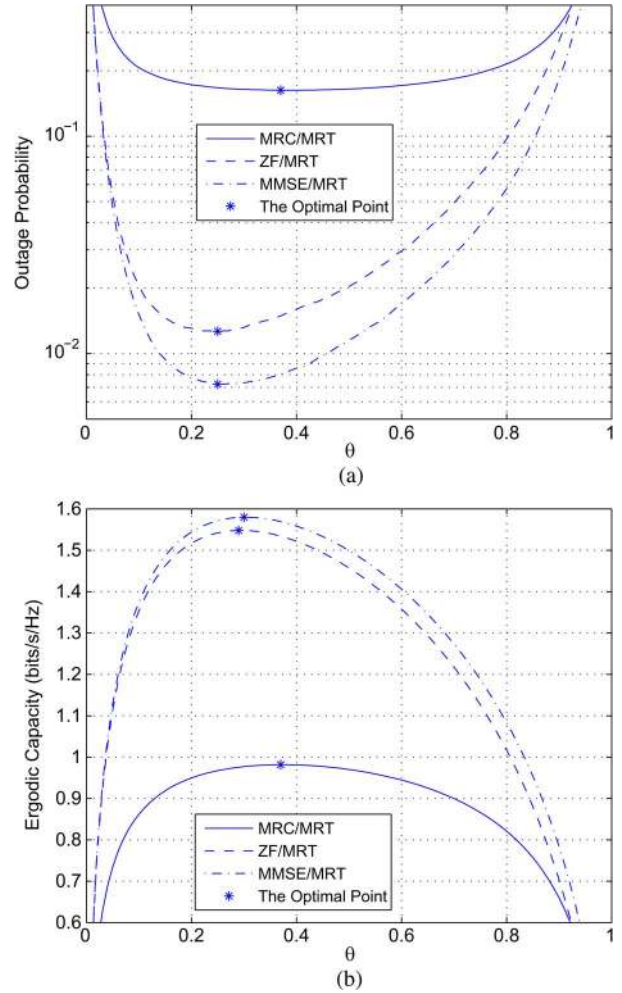 Outage Probability
10⁻¹
10⁻²
MRC/MRT
ZF/MRT
MMSE/MRT
The Optimal Point
0 0.2 0.4 0.6 0.8 1
θ
(a)
Ergodic Capacity (bits/s/Hz)
1.6
1.5
1.4
1.3
1.2
1.1
1
0.9
0.8
0.7
0.6
MRC/MRT
ZF/MRT
MMSE/MRT
The Optimal Point
0 0.2 0.4 0.6 0.8 1
θ
(b)